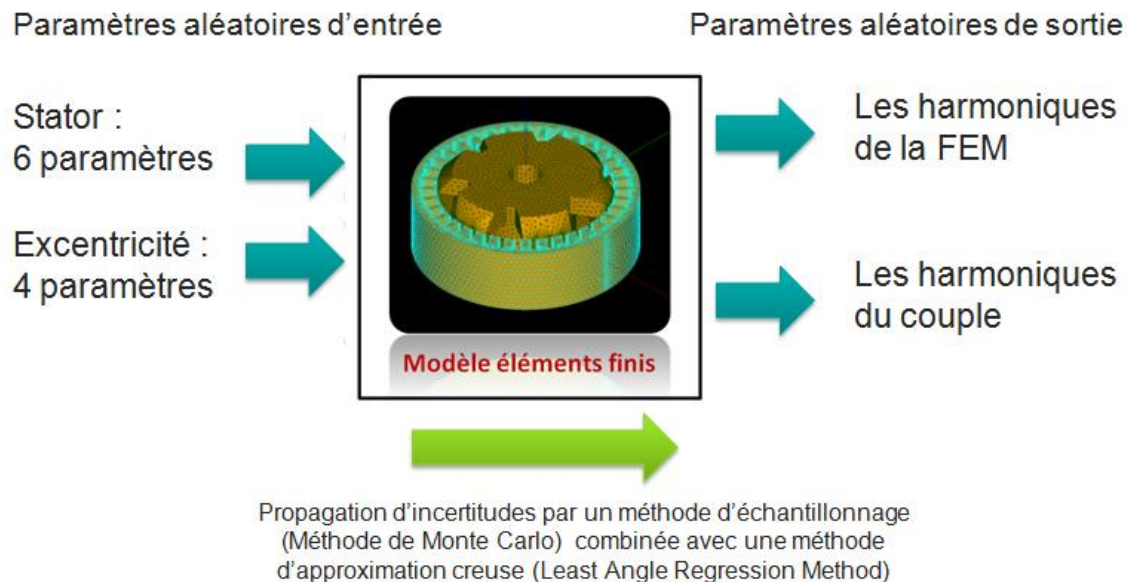 Paramètres aléatoires d’entrée
Paramètres aléatoires de sortie
Stator :
6 paramètres
Excentricité :
4 paramètres
Modèle éléments finis
Les harmoniques
de la FEM
Les harmoniques
du couple
Propagation d’incertitudes par un méthode d’échantillonnage
(Méthode de Monte Carlo) combinée avec une méthode
d’approximation creuse (Least Angle Regression Method)